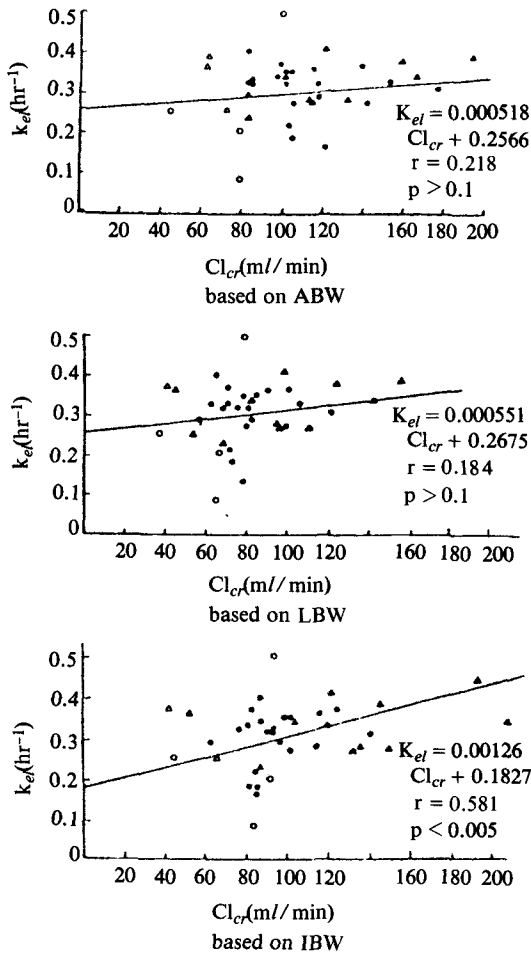 0.5
0.4
0.3
0.2
0.1
0
k_el(hr⁻¹)
K_el = 0.000518
Cl_cr + 0.2566
r = 0.218
p > 0.1
20 40 60 80 100 120 140 160 180 200
Cl_cr(ml/min)
based on ABW
0.5
0.4
0.3
0.2
0.1
0
k_el(hr⁻¹)
K_el = 0.000551
Cl_cr + 0.2675
r = 0.184
p > 0.1
20 40 60 80 100 120 140 160 180 200
Cl_cr(ml/min)
based on LBW
0.5
0.4
0.3
0.2
0.1
0
k_el(hr⁻¹)
K_el = 0.00126
Cl_cr + 0.1827
r = 0.581
p < 0.005
20 40 60 80 100 120 140 160 180 200
Cl_cr(ml/min)
based on IBW